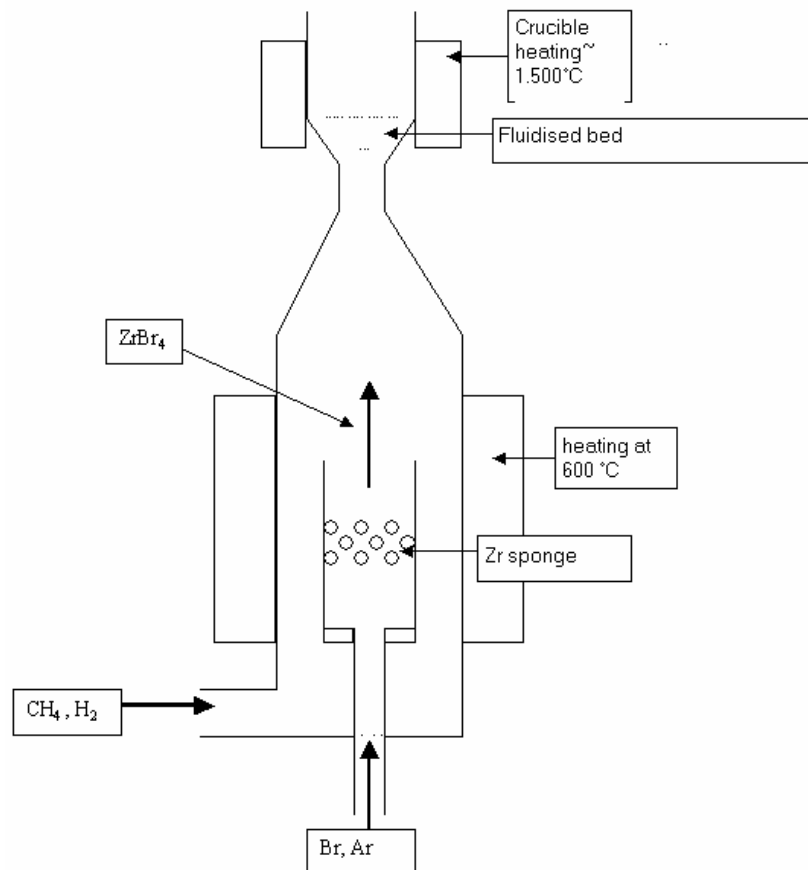 Crucible
heating~
1.500°C
Fluidised bed
ZrBr₄
heating at
600 °C
Zr sponge
CH₄ , H₂
Br, Ar